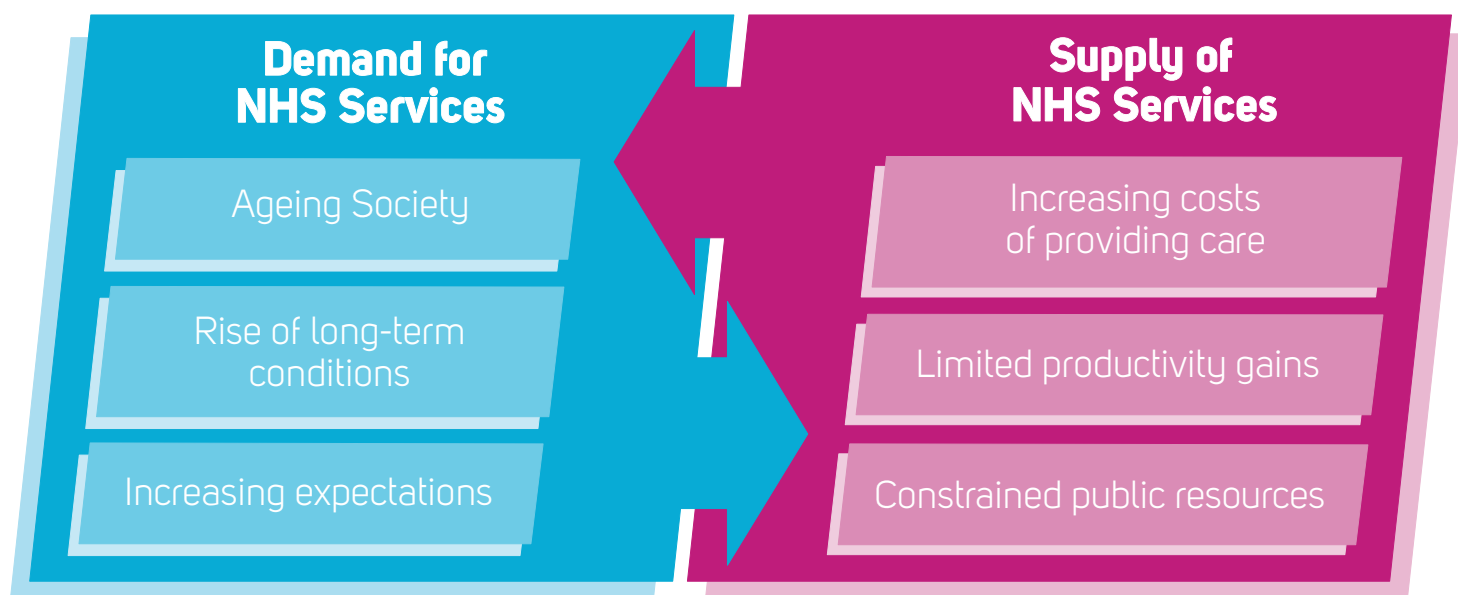 Demand for
NHS Services
Ageing Society
Rise of long-term
conditions
Increasing expectations
Supply of
NHS Services
Increasing costs
of providing care
Limited productivity gains
Constrained public resources